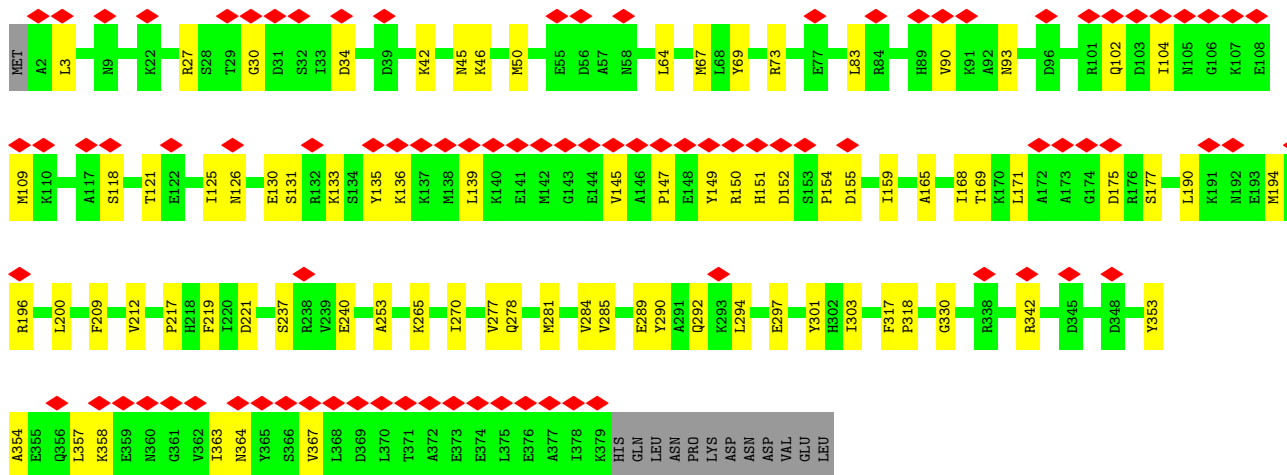 MET A2 L3 N9 K22 R27 S28 T29 G30 D31 S32 I33 D34 D39 K42 N45 K46 M50 E55 D56 A57 N58 L64 M67 L68 Y69 R73 E77 L83 R84 H89 V90 K91 A92 N93 D96 R101 Q102 D103 I104 N105 G106 K107 E108
M109 K110 A117 S118 T121 E122 I125 N126 E130 S131 R132 K133 S134 Y135 K136 K137 M138 L139 K140 E141 M142 G143 E144 V145 A146 P147 E148 Y149 R150 H151 D152 S153 P154 D155 I159 A165 I168 T169 K170 L171 A172 A173 G174 D175 R176 S177 L190 K191 N192 E193 M194
R196 L200 F209 V212 P217 H218 F219 I220 D221 S237 R238 V239 E240 A253 K265 I270 V277 Q278 M281 V284 V285 E289 Y290 A291 Q292 K293 L294 E297 Y301 H302 I303 F317 P318 G330 R338 R342 D345 D348 Y353
A354 E355 Q356 L357 K358 E359 N360 G361 V362 I363 N364 Y365 S366 V367 L368 D369 L370 T371 A372 E373 E374 L375 E376 A377 I378 K379 HIS GLN LEU ASN PRO LYS ASP ASN ASP VAL GLU LEU